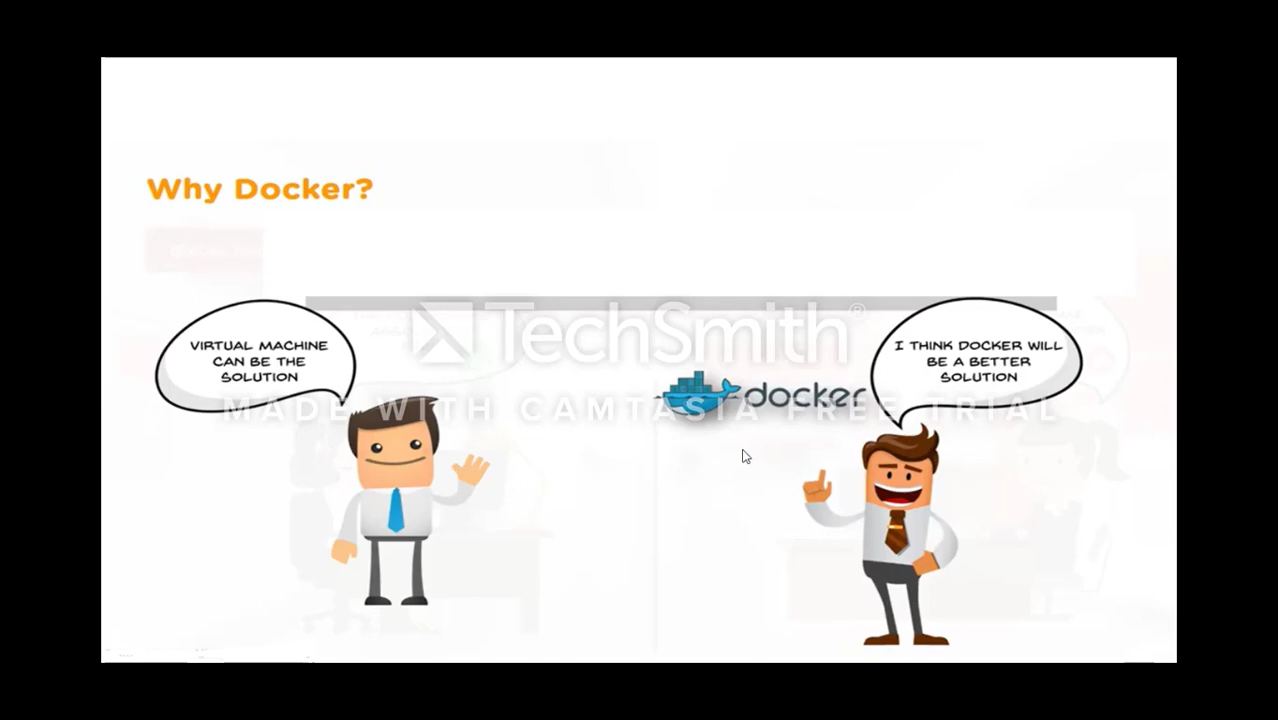 Why Docker?
VIRTUAL MACHINE
CAN BE THE
SOLUTION
I THINK DOCKER WILL
BE A BETTER
SOLUTION
TechSmith®
docker
MADE WITH CAMTASIA FREE TRIAL